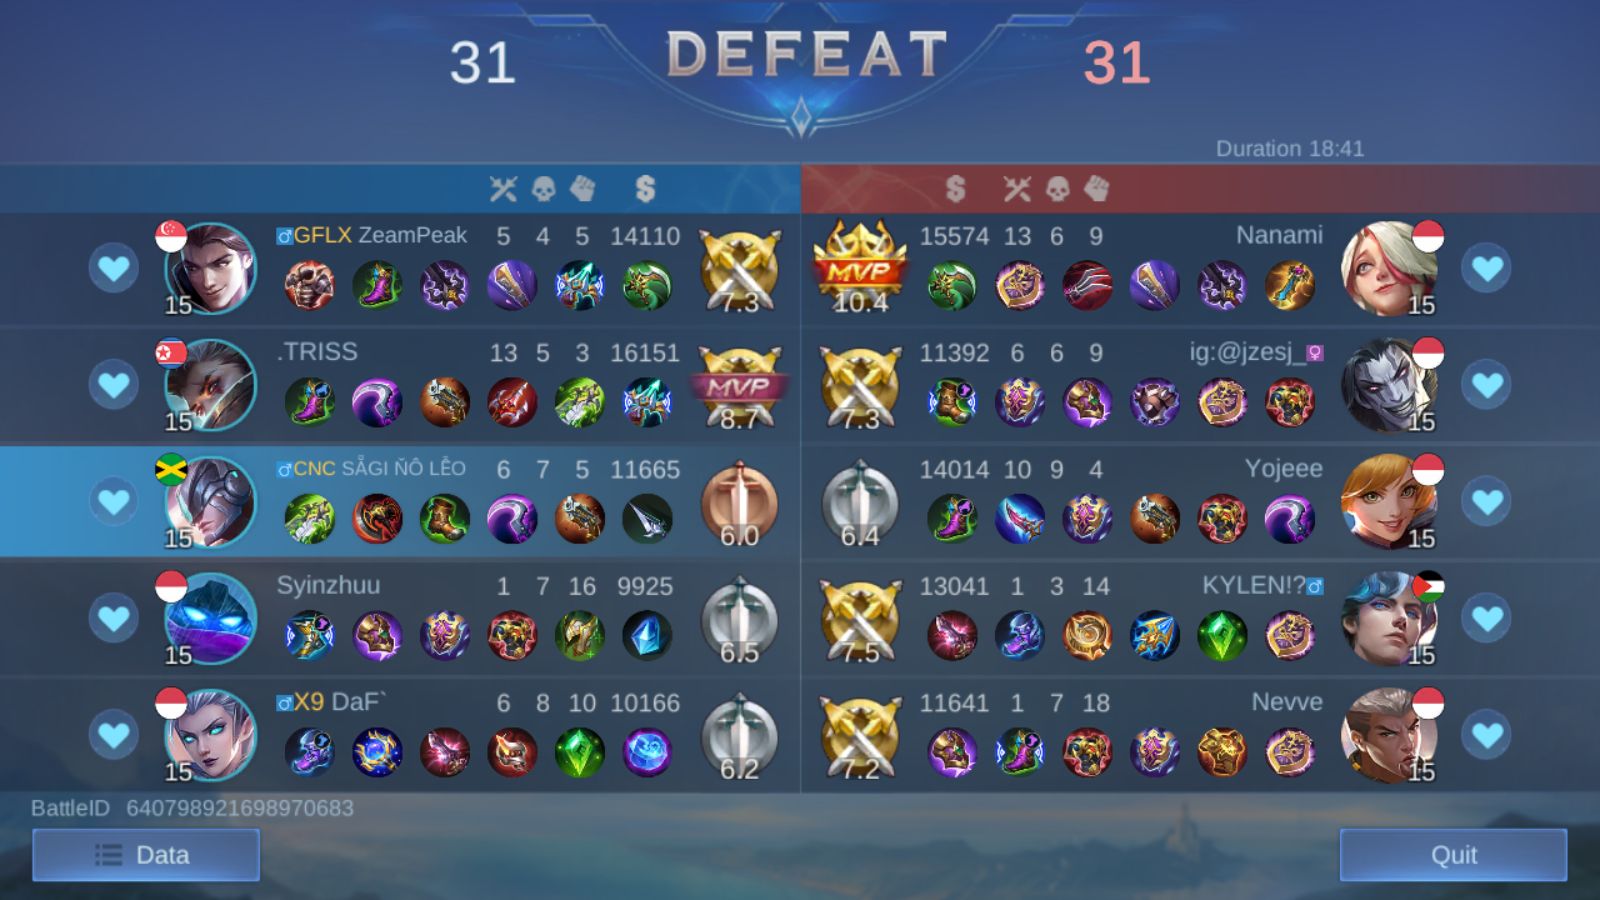 31 DEFEAT 31
Duration 18:41
GFLX ZeamPeak 5 4 5 14110 7.3 15
MVP 10.4 15574 13 6 9 Nanami 15
.TRISS 13 5 3 16151 MVP 8.7 15
7.3 11392 6 6 9 ig:@jzesj_ 15
CNC SẴGI ŇÔ LẼO 6 7 5 11665 6.0 15
6.4 14014 10 9 4 Yojeee 15
Syinzhuu 1 7 16 9925 6.5 15
7.5 13041 1 3 14 KYLEN!? 15
X9 DaF` 6 8 10 10166 6.2 15
7.2 11641 1 7 18 Nevve 15
BattleID 640798921698970683
Data
Quit